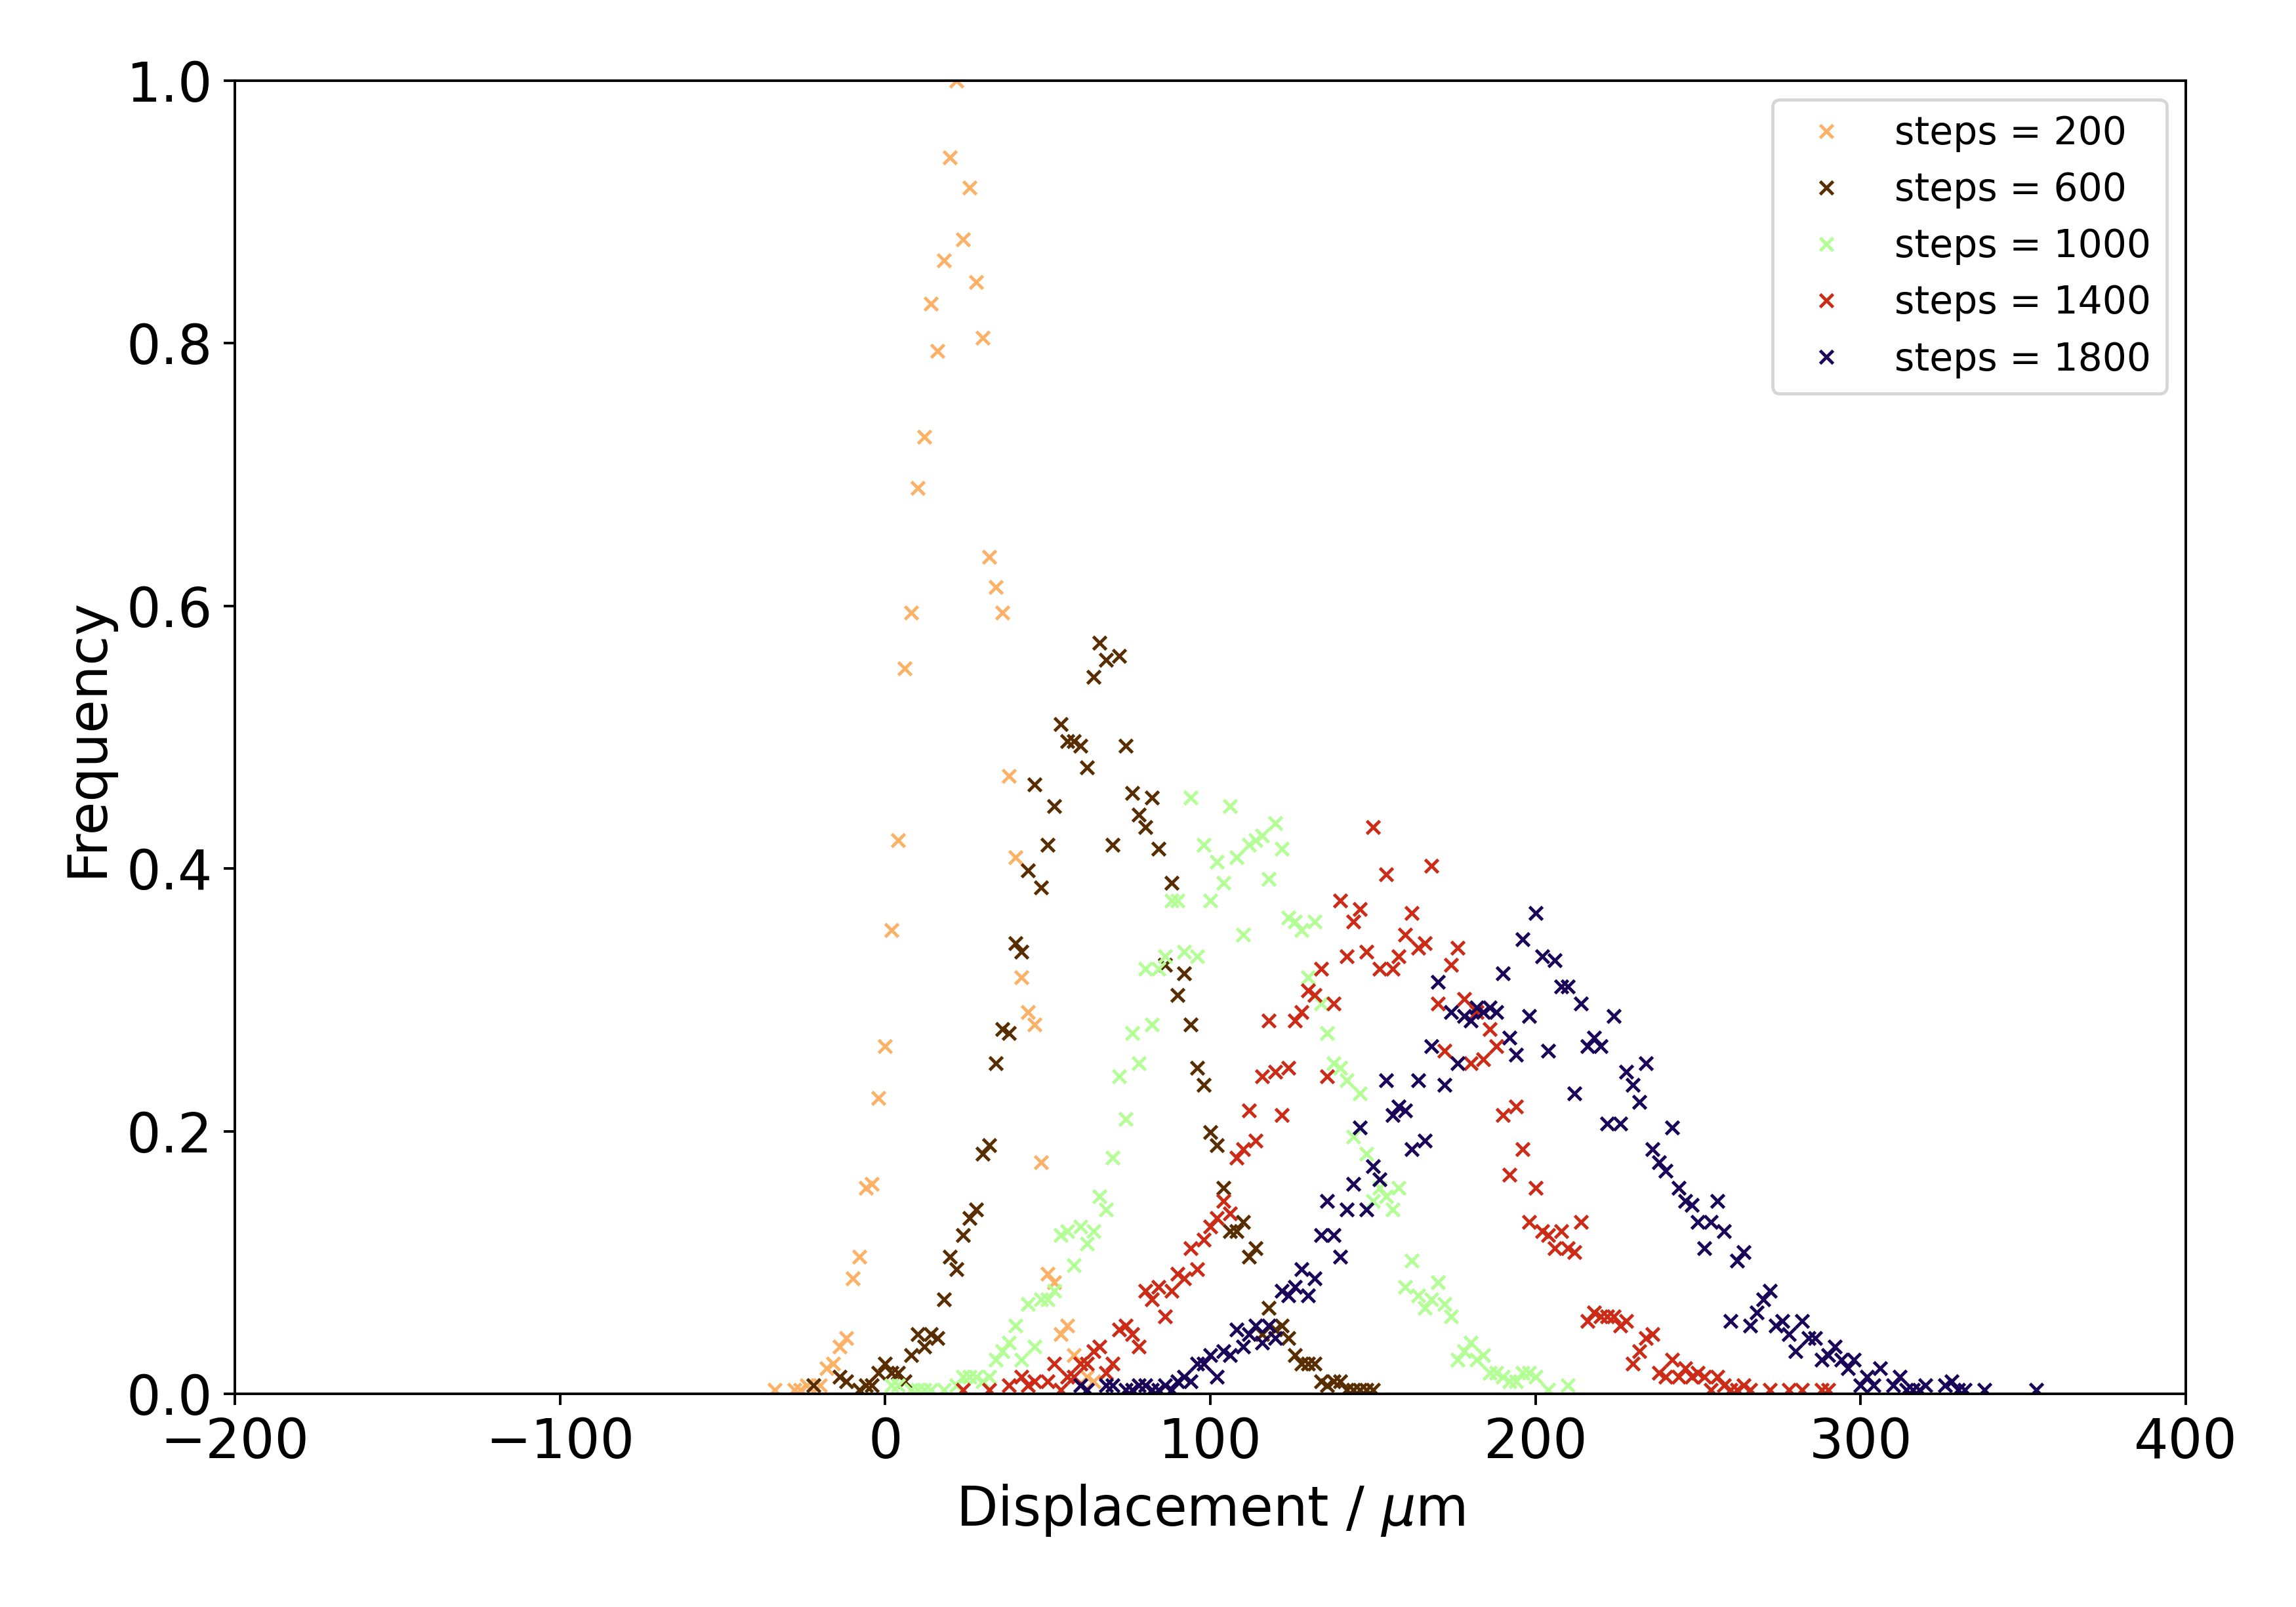 1.0
0.8
0.6
0.4
0.2
0.0
Frequency
−200
−100
0
100
200
300
400
Displacement / μm
steps = 200
steps = 600
steps = 1000
steps = 1400
steps = 1800